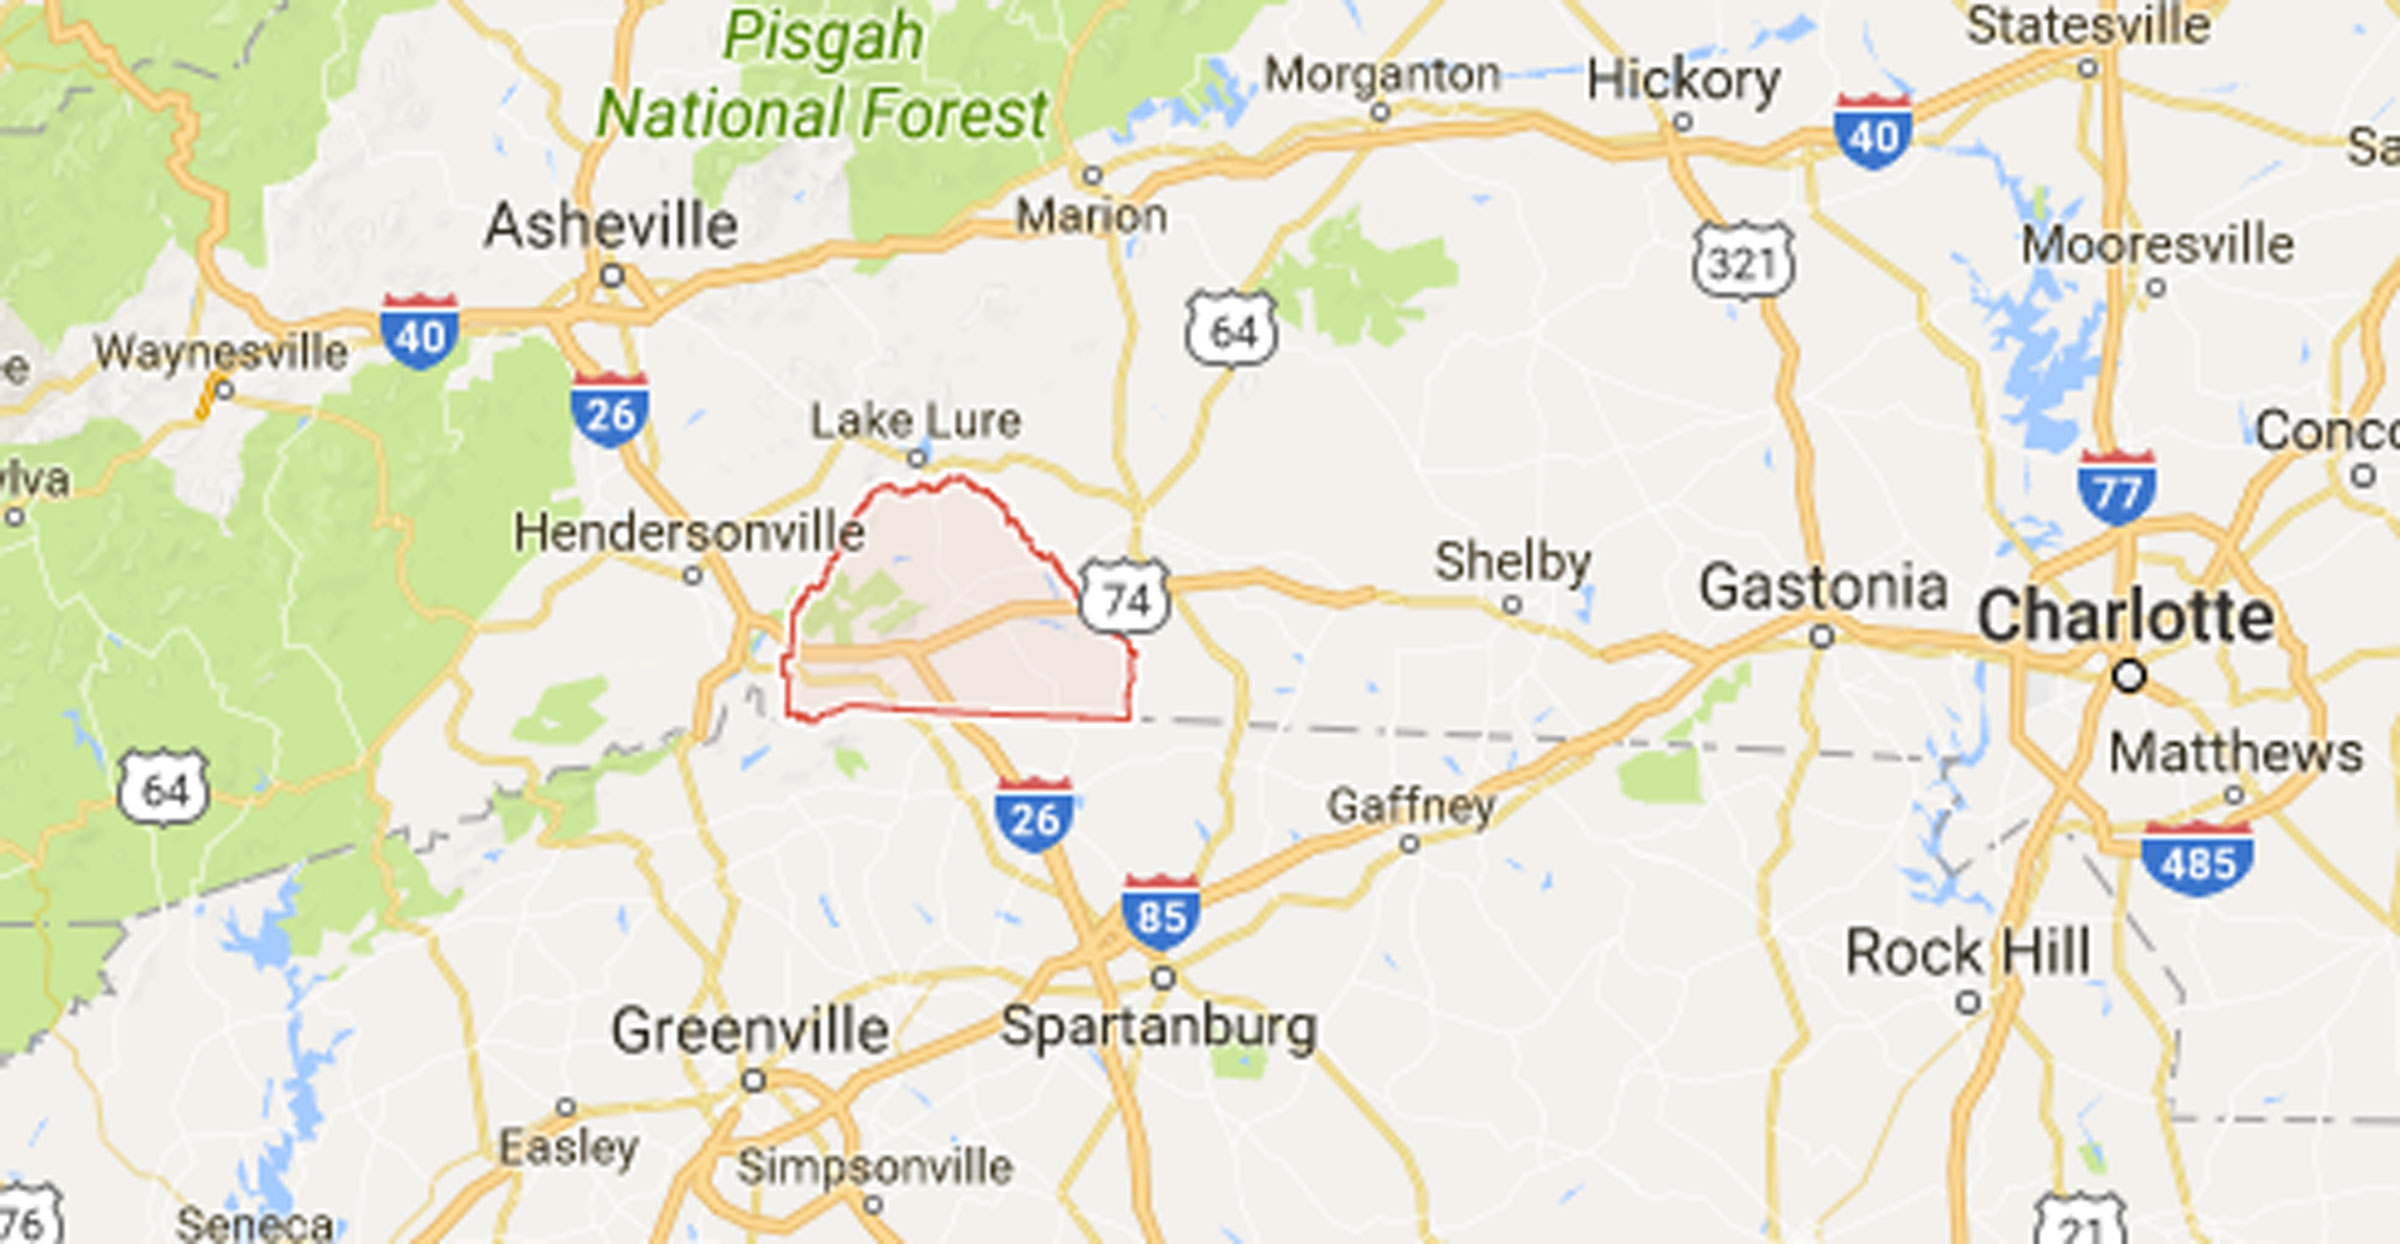 Pisgah
National Forest
Statesville
Morganton
Hickory
40
Sa
Marion
Asheville
321
Mooresville
64
40
Waynesville
e
26
Lake Lure
Conco
ylva
77
Hendersonville
74
Shelby
Gastonia
Charlotte
64
Matthews
26
Gaffney
485
85
Rock Hill
Greenville
Spartanburg
Easley
Simpsonville
76
Seneca
21